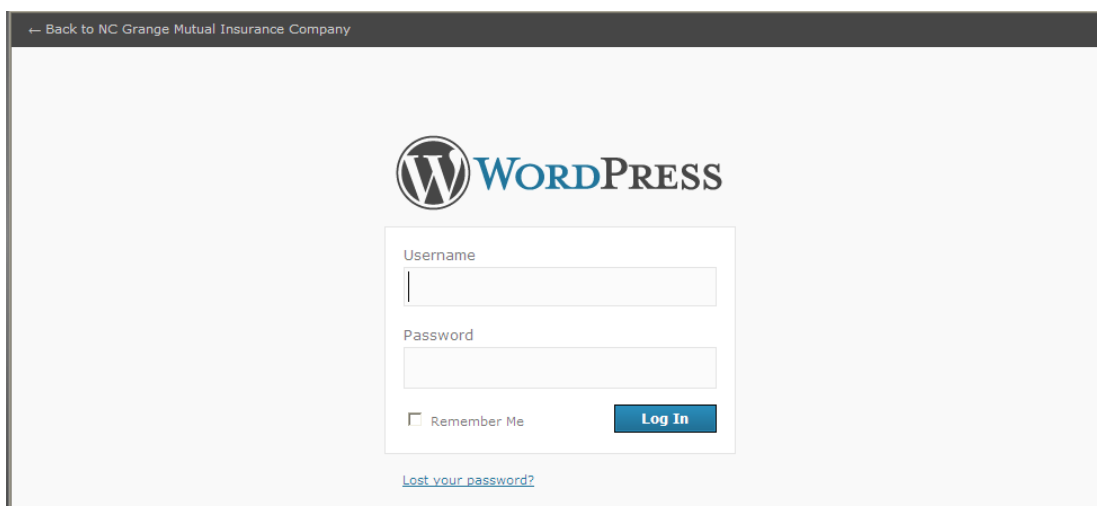 ← Back to NC Grange Mutual Insurance Company
WORDPRESS
Username
Password
Remember Me
Log In
Lost your password?